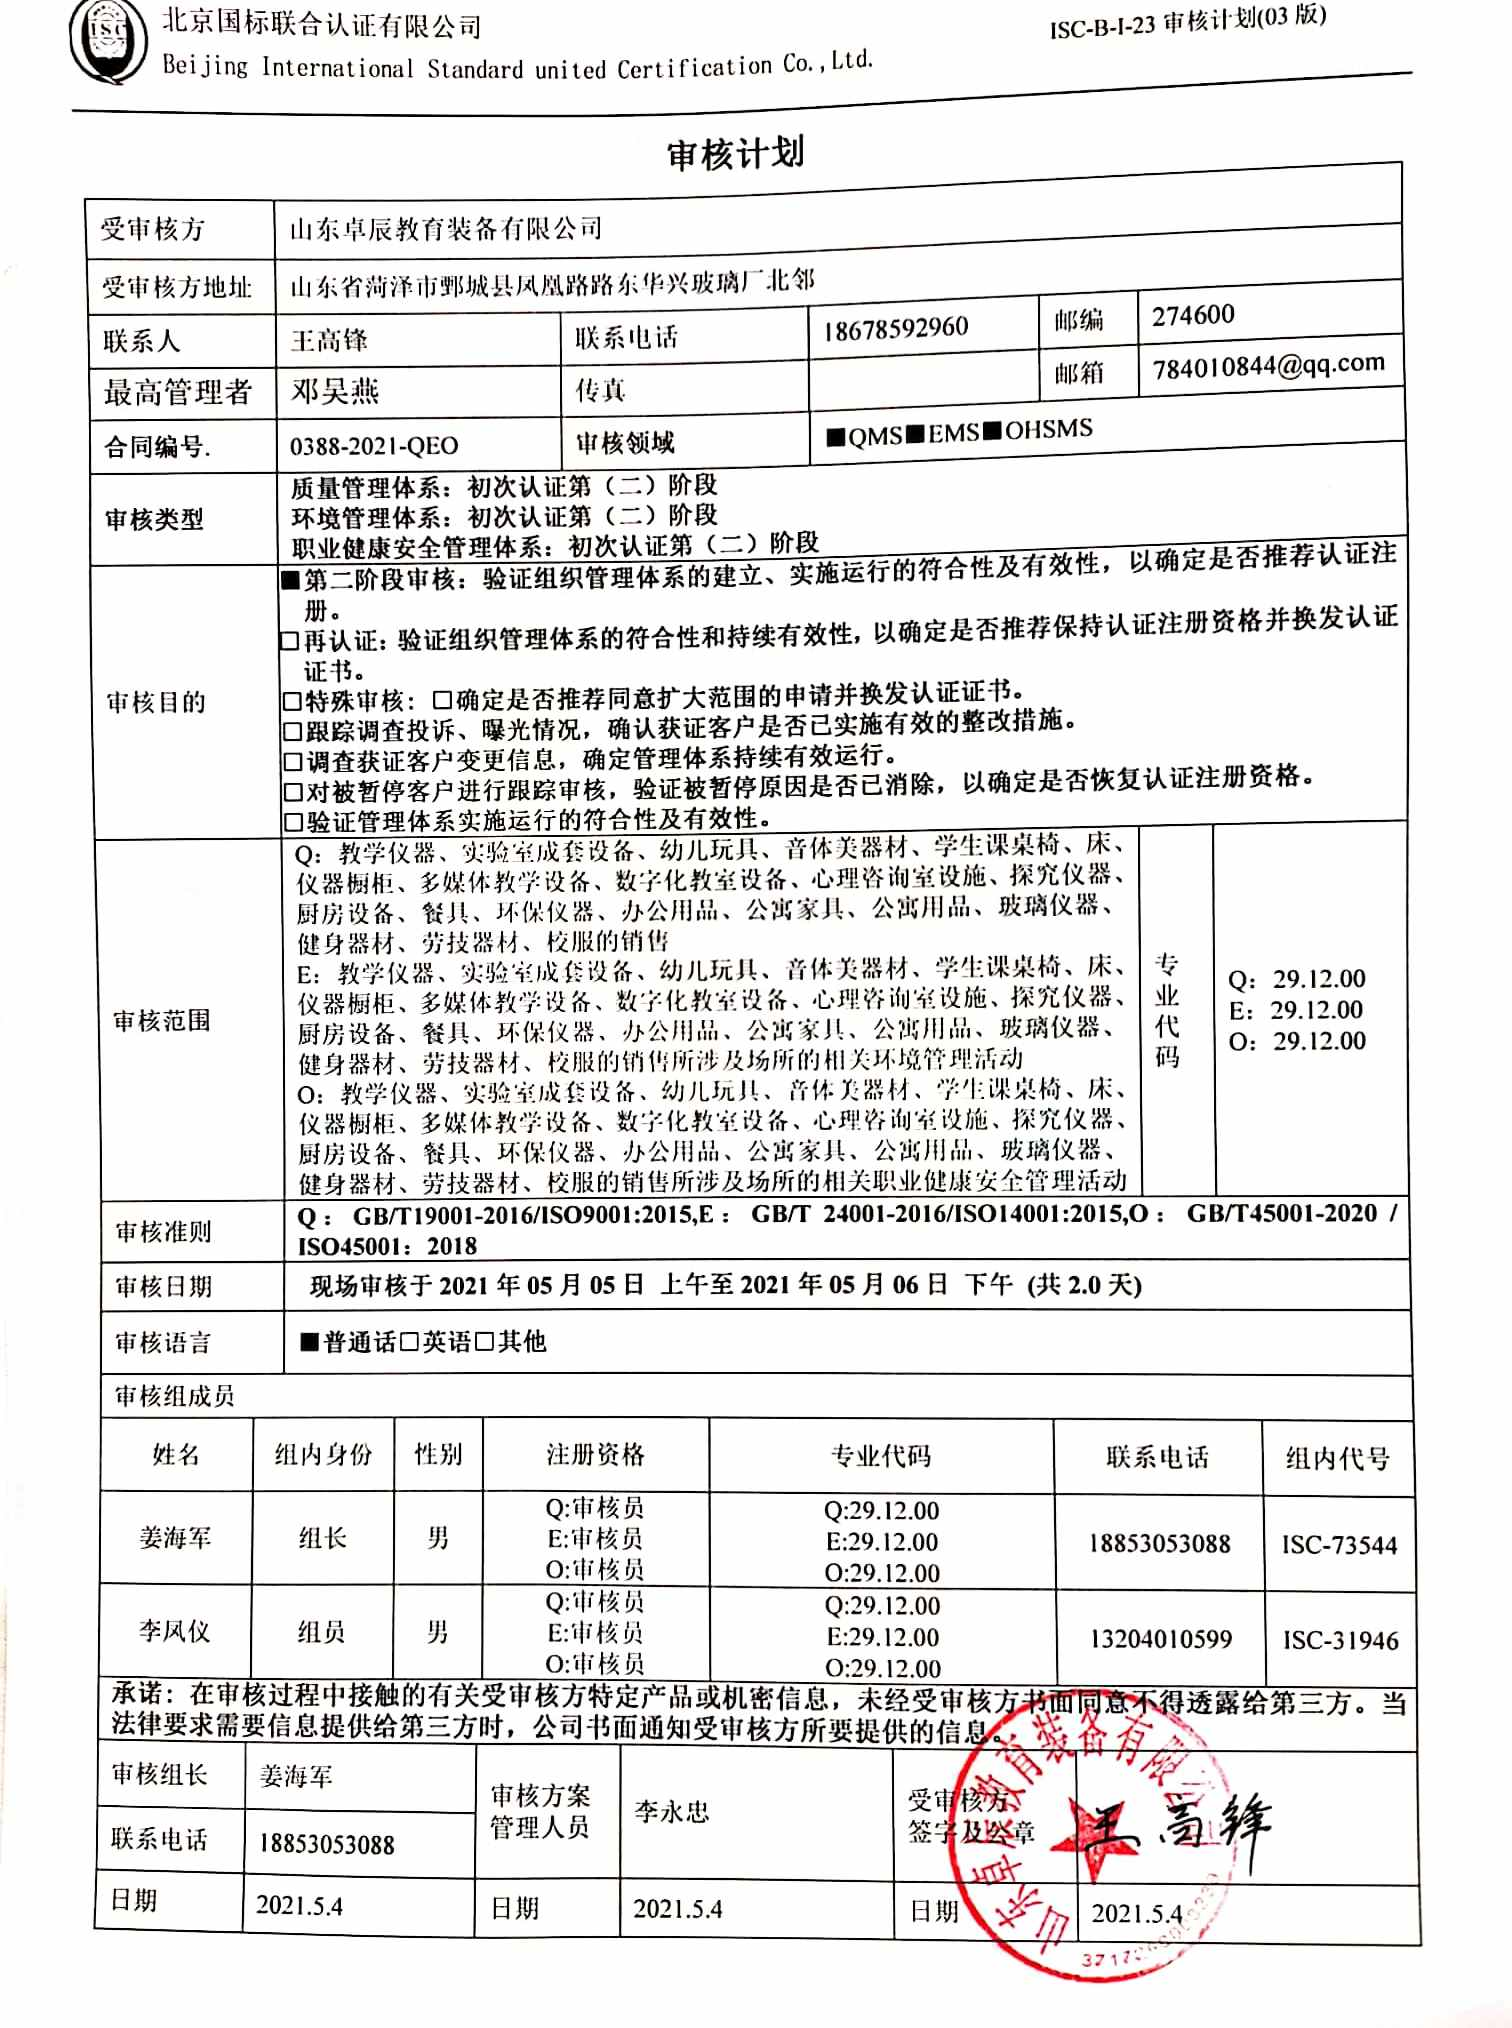 ISC
北京国标联合认证有限公司
ISC-B-I-23 审核计划(03 版)
Beijing International Standard united Certification Co.,Ltd.
审核计划
受审核方 山东卓辰教育装备有限公司
受审核方地址 山东省菏泽市鄄城县凤凰路路东华兴玻璃厂北邻
联系人 王高锋 联系电话 18678592960 邮编 274600
最高管理者 邓吴燕 传真 邮箱 784010844@qq.com
合同编号. 0388-2021-QEO 审核领域 ■QMS■EMS■OHSMS
审核类型
质量管理体系：初次认证第（二）阶段
环境管理体系：初次认证第（二）阶段
职业健康安全管理体系：初次认证第（二）阶段
审核目的
■第二阶段审核：验证组织管理体系的建立、实施运行的符合性及有效性，以确定是否推荐认证注
册。
□再认证：验证组织管理体系的符合性和持续有效性，以确定是否推荐保持认证注册资格并换发认证
证书。
□特殊审核：□确定是否推荐同意扩大范围的申请并换发认证证书。
□跟踪调查投诉、曝光情况，确认获证客户是否已实施有效的整改措施。
□调查获证客户变更信息，确定管理体系持续有效运行。
□对被暂停客户进行跟踪审核，验证被暂停原因是否已消除，以确定是否恢复认证注册资格。
□验证管理体系实施运行的符合性及有效性。
审核范围
Q：教学仪器、实验室成套设备、幼儿玩具、音体美器材、学生课桌椅、床、
仪器橱柜、多媒体教学设备、数字化教室设备、心理咨询室设施、探究仪器、
厨房设备、餐具、环保仪器、办公用品、公寓家具、公寓用品、玻璃仪器、
健身器材、劳技器材、校服的销售
E：教学仪器、实验室成套设备、幼儿玩具、音体美器材、学生课桌椅、床、
仪器橱柜、多媒体教学设备、数字化教室设备、心理咨询室设施、探究仪器、
厨房设备、餐具、环保仪器、办公用品、公寓家具、公寓用品、玻璃仪器、
健身器材、劳技器材、校服的销售所涉及场所的相关环境管理活动
O：教学仪器、实验室成套设备、幼儿玩具、音体美器材、学生课桌椅、床、
仪器橱柜、多媒体教学设备、数字化教室设备、心理咨询室设施、探究仪器、
厨房设备、餐具、环保仪器、办公用品、公寓家具、公寓用品、玻璃仪器、
健身器材、劳技器材、校服的销售所涉及场所的相关职业健康安全管理活动
专
业
代
码
Q：29.12.00
E：29.12.00
O：29.12.00
审核准则
Q： GB/T19001-2016/ISO9001:2015,E： GB/T 24001-2016/ISO14001:2015,O： GB/T45001-2020 /
ISO45001：2018
审核日期 现场审核于 2021 年 05 月 05 日 上午至 2021 年 05 月 06 日 下午 (共 2.0 天)
审核语言 ■普通话□英语□其他
审核组成员
姓名 组内身份 性别 注册资格 专业代码 联系电话 组内代号
Q:审核员 Q:29.12.00
姜海军 组长 男 E:审核员 E:29.12.00 18853053088 ISC-73544
O:审核员 O:29.12.00
Q:审核员 Q:29.12.00
李凤仪 组员 男 E:审核员 E:29.12.00 13204010599 ISC-31946
O:审核员 O:29.12.00
承诺：在审核过程中接触的有关受审核方特定产品或机密信息，未经受审核方书面同意不得透露给第三方。当
法律要求需要信息提供给第三方时，公司书面通知受审核方所要提供的信息。
审核组长 姜海军
审核方案
管理人员
李永忠
受审核方
签字及公章
王高锋
联系电话 18853053088
日期 2021.5.4 日期 2021.5.4 日期 2021.5.4
山东卓辰教育装备有限公司